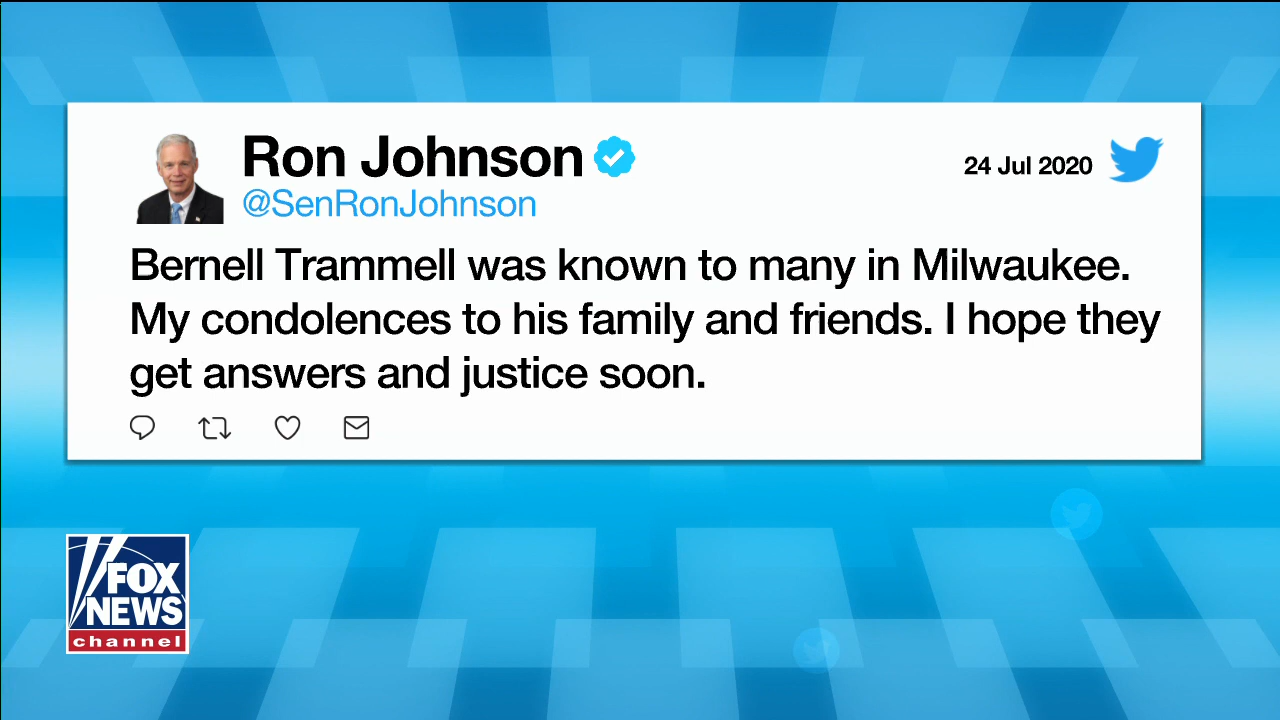 Ron Johnson
24 Jul 2020
@SenRonJohnson
Bernell Trammell was known to many in Milwaukee.
My condolences to his family and friends. I hope they
get answers and justice soon.
FOX
NEWS
channel